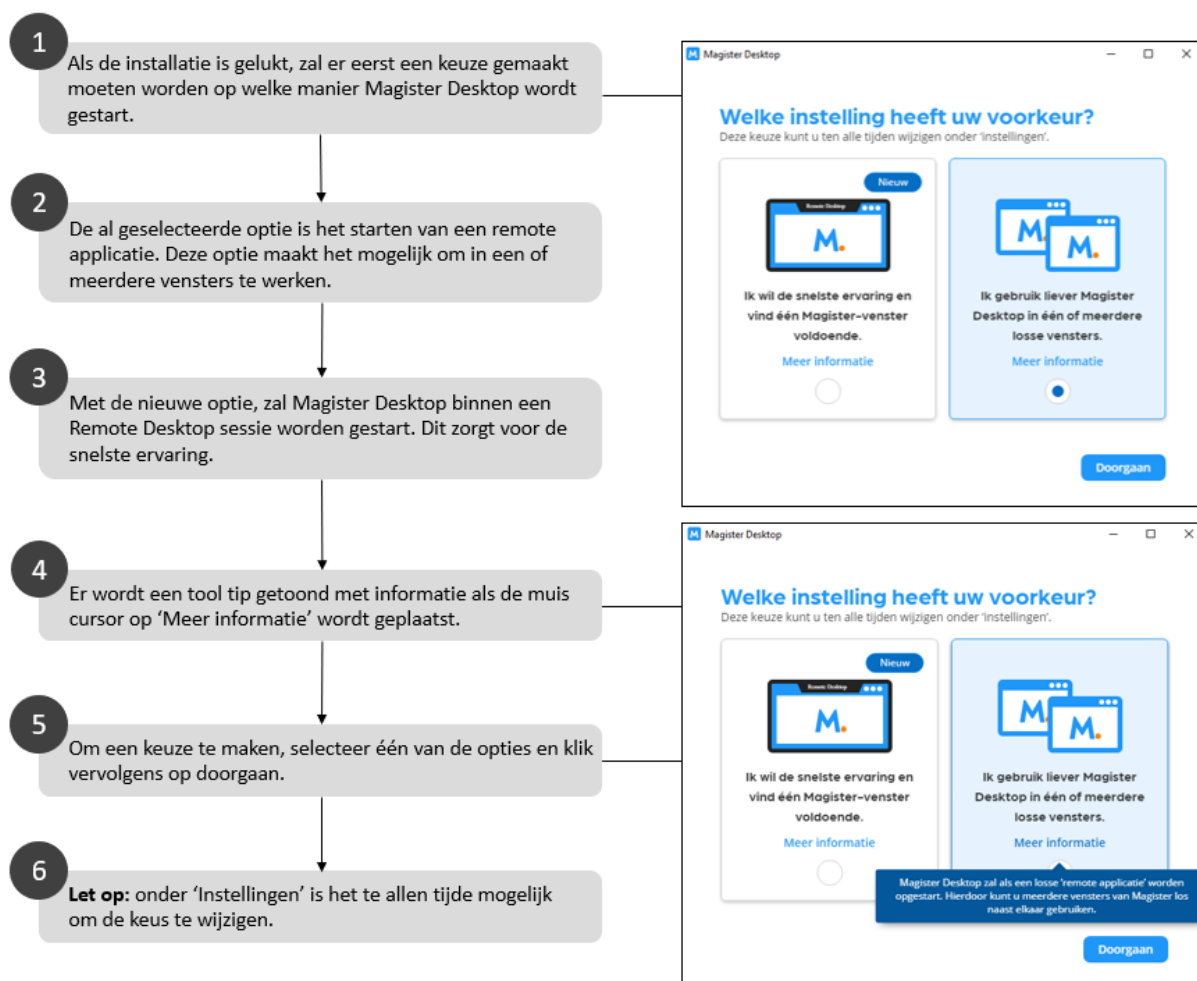 1
Als de installatie is gelukt, zal er eerst een keuze gemaakt
moeten worden op welke manier Magister Desktop wordt
gestart.
2
De al geselecteerde optie is het starten van een remote
applicatie. Deze optie maakt het mogelijk om in een of
meerdere vensters te werken.
3
Met de nieuwe optie, zal Magister Desktop binnen een
Remote Desktop sessie worden gestart. Dit zorgt voor de
snelste ervaring.
4
Er wordt een tool tip getoond met informatie als de muis
cursor op ‘Meer informatie’ wordt geplaatst.
5
Om een keuze te maken, selecteer één van de opties en klik
vervolgens op doorgaan.
6
Let op: onder ‘Instellingen’ is het te allen tijde mogelijk
om de keus te wijzigen.
M Magister Desktop
Welke instelling heeft uw voorkeur?
Deze keuze kunt u ten alle tijden wijzigen onder 'instellingen'.
Nieuw
Remote Desktop
M.
Ik wil de snelste ervaring en
vind één Magister-venster
voldoende.
Meer informatie
M.
M.
Ik gebruik liever Magister
Desktop in één of meerdere
losse vensters.
Meer informatie
Doorgaan
M Magister Desktop
Welke instelling heeft uw voorkeur?
Deze keuze kunt u ten alle tijden wijzigen onder 'instellingen'.
Nieuw
Remote Desktop
M.
Ik wil de snelste ervaring en
vind één Magister-venster
voldoende.
Meer informatie
M.
M.
Ik gebruik liever Magister
Desktop in één of meerdere
losse vensters.
Meer informatie
Magister Desktop zal als een losse 'remote applicatie' worden
opgestart. Hierdoor kunt u meerdere vensters van Magister los
naast elkaar gebruiken.
Doorgaan